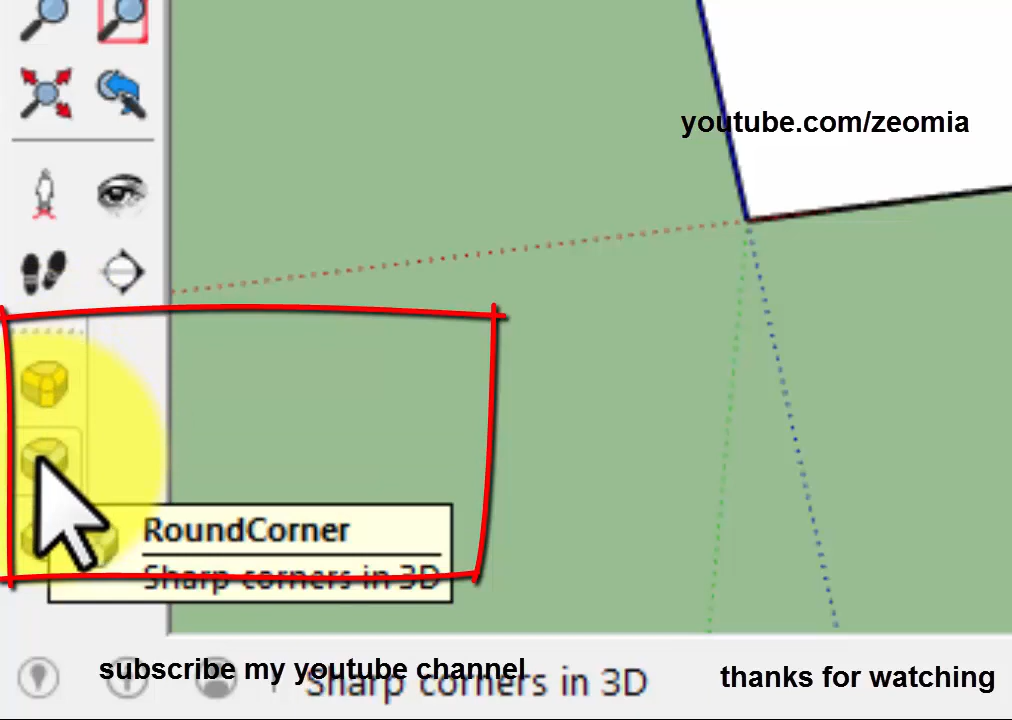 youtube.com/zeomia
RoundCorner
Sharp corners in 3D
subscribe my youtube channel
Sharp corners in 3D
thanks for watching